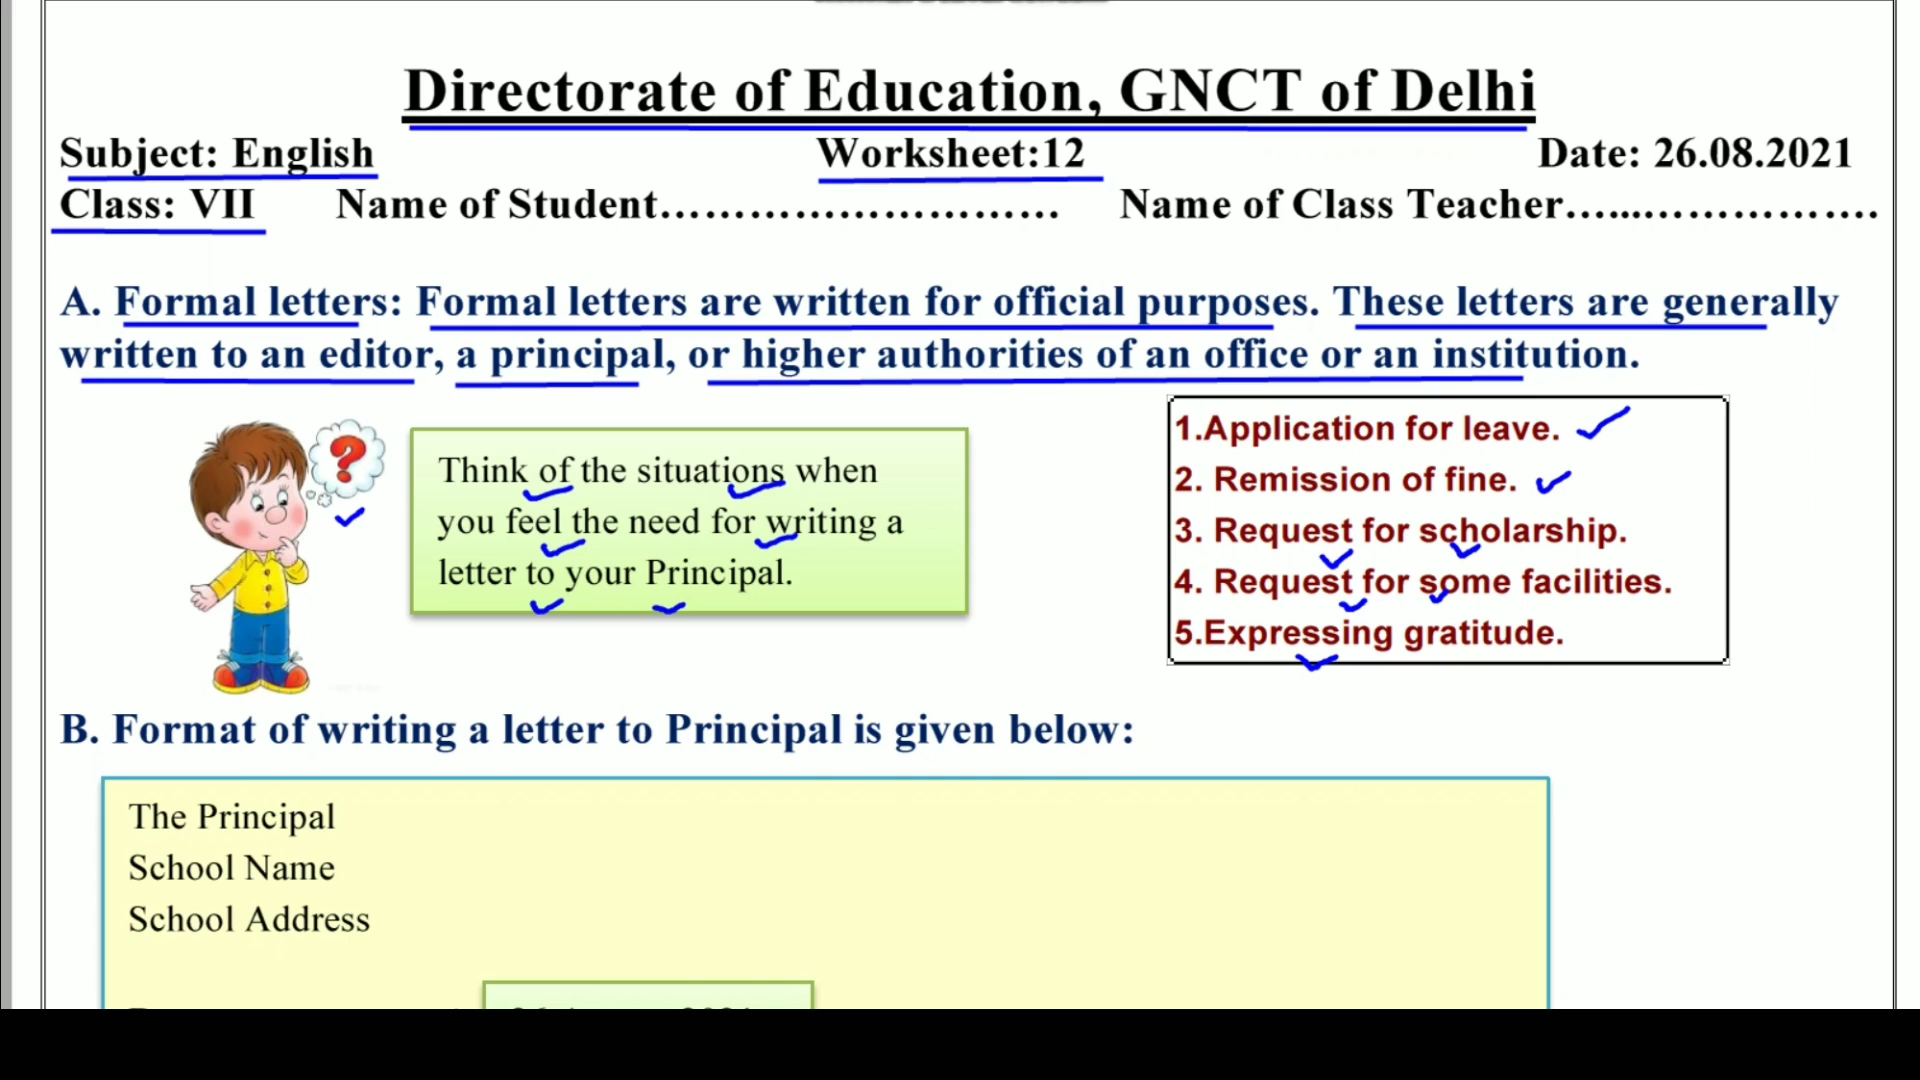 Directorate of Education, GNCT of Delhi
Subject: English Worksheet:12 Date: 26.08.2021
Class: VII Name of Student………………………… Name of Class Teacher…...…………….
A. Formal letters: Formal letters are written for official purposes. These letters are generally
written to an editor, a principal, or higher authorities of an office or an institution.
?
Think of the situations when
you feel the need for writing a
letter to your Principal.
1.Application for leave.
2. Remission of fine.
3. Request for scholarship.
4. Request for some facilities.
5.Expressing gratitude.
B. Format of writing a letter to Principal is given below:
The Principal
School Name
School Address